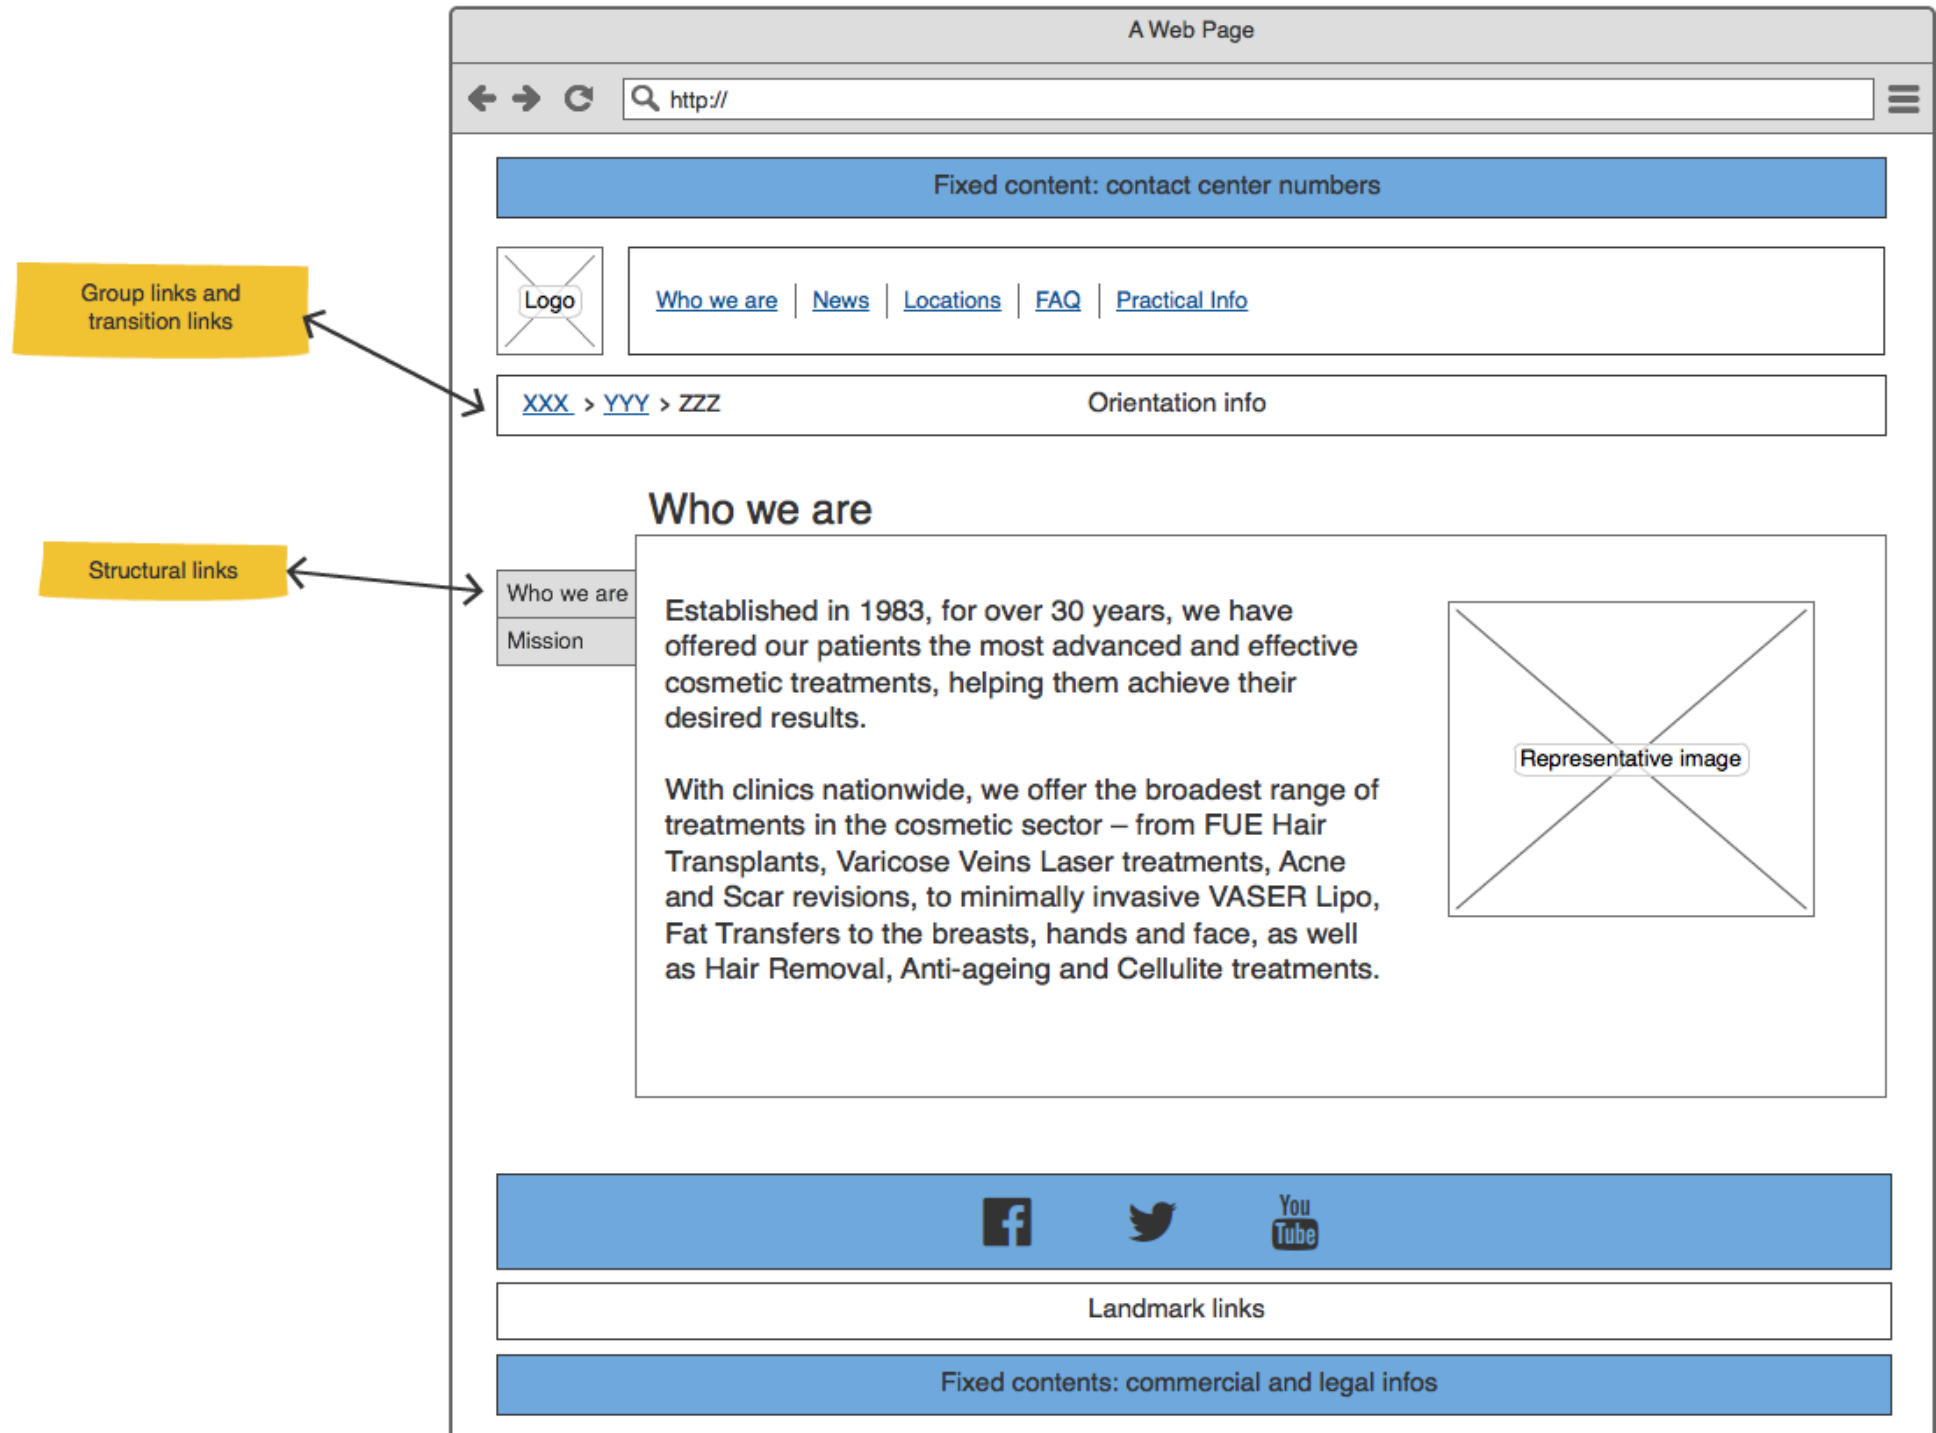 A Web Page
http://
Fixed content: contact center numbers
Group links and
transition links
Logo
Who we are | News | Locations | FAQ | Practical Info
XXX > YYY > ZZZ
Orientation info
Who we are
Structural links
Who we are
Mission
Established in 1983, for over 30 years, we have
offered our patients the most advanced and effective
cosmetic treatments, helping them achieve their
desired results.
With clinics nationwide, we offer the broadest range of
treatments in the cosmetic sector – from FUE Hair
Transplants, Varicose Veins Laser treatments, Acne
and Scar revisions, to minimally invasive VASER Lipo,
Fat Transfers to the breasts, hands and face, as well
as Hair Removal, Anti-ageing and Cellulite treatments.
Representative image
You
Tube
Landmark links
Fixed contents: commercial and legal infos